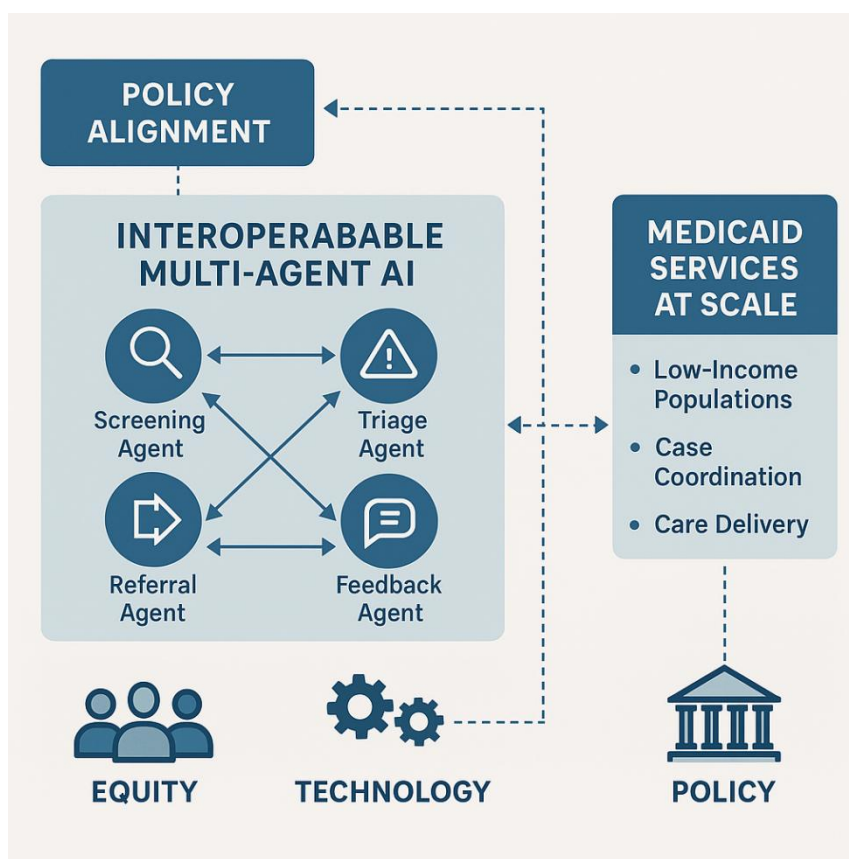 POLICY
ALIGNMENT
INTEROPERABABLE
MULTI-AGENT AI
Screening
Agent
Triage
Agent
Referral
Agent
Feedback
Agent
MEDICAID
SERVICES
AT SCALE
• Low-Income
Populations
• Case
Coordination
• Care Delivery
EQUITY
TECHNOLOGY
POLICY